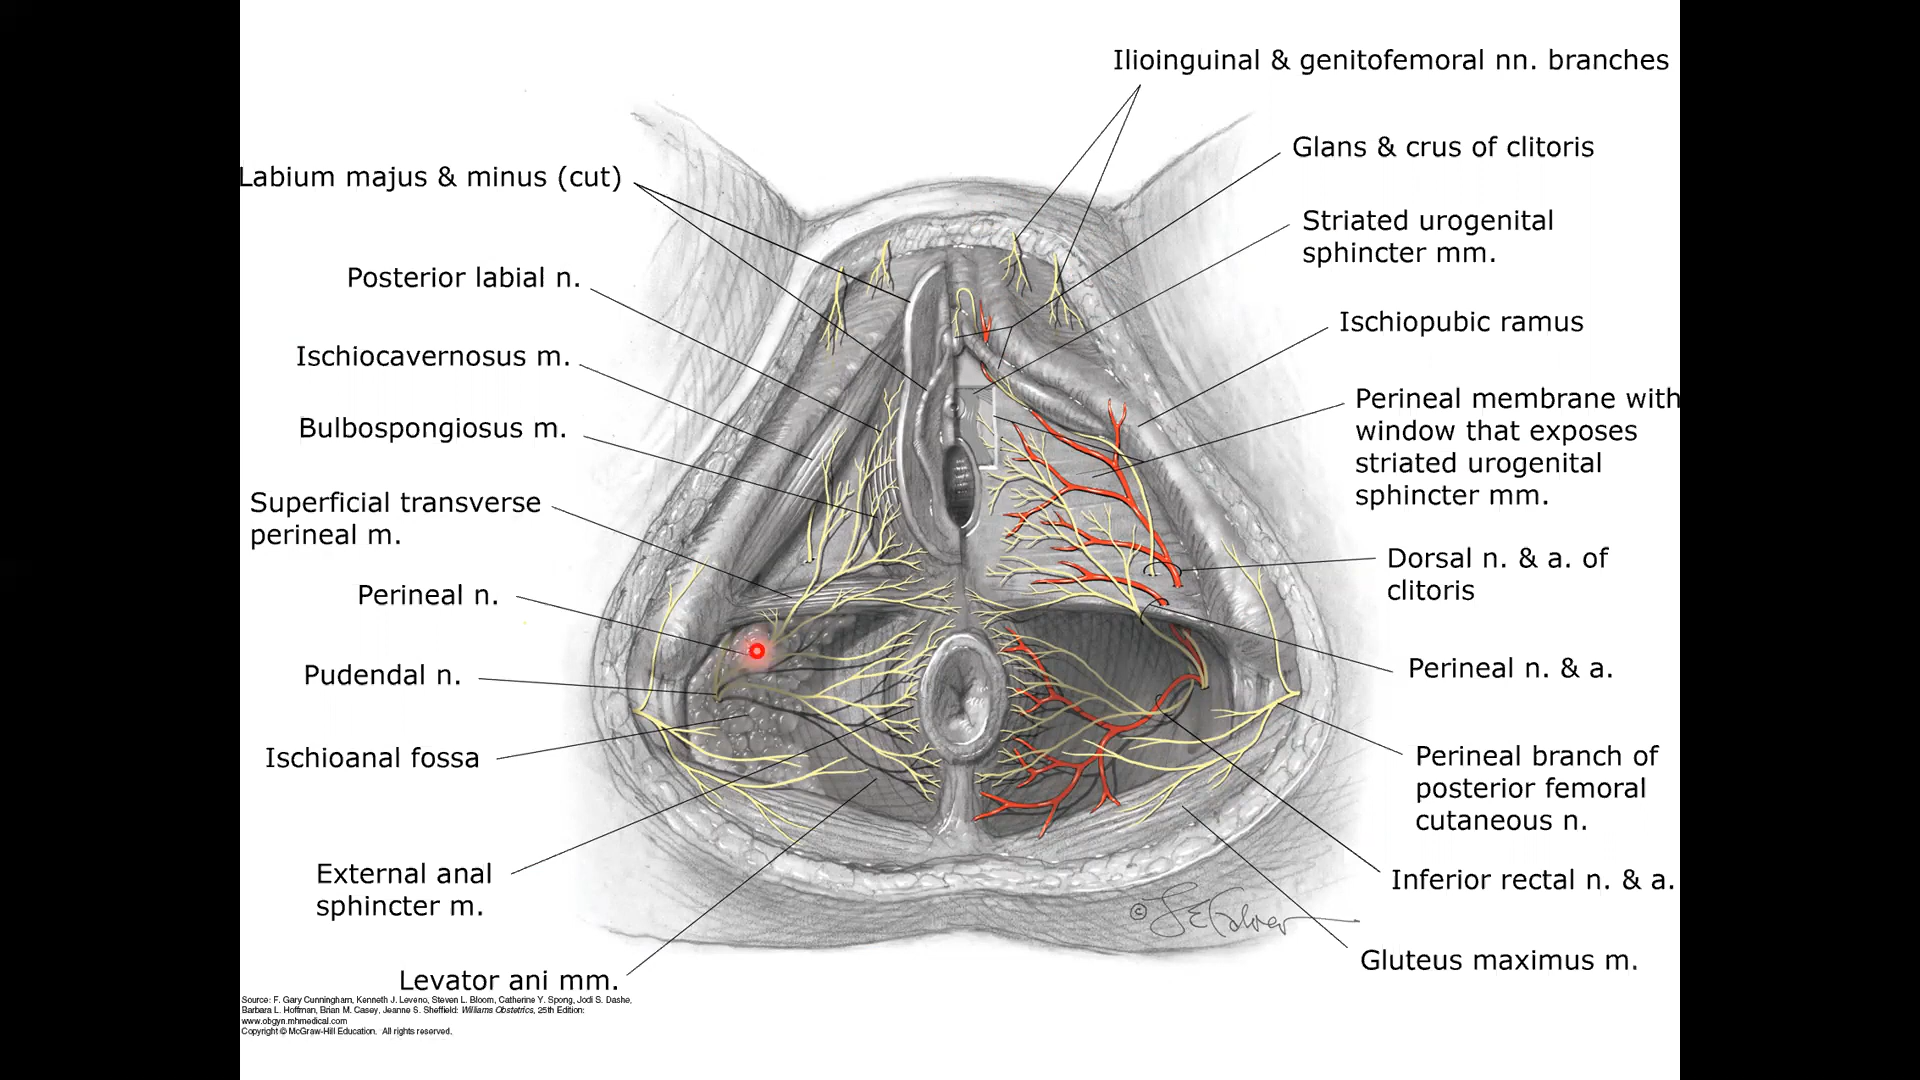 Ilioinguinal & genitofemoral nn. branches
Glans & crus of clitoris
Labium majus & minus (cut)
Striated urogenital
sphincter mm.
Posterior labial n.
Ischiopubic ramus
Ischiocavernosus m.
Perineal membrane with
window that exposes
striated urogenital
sphincter mm.
Bulbospongiosus m.
Superficial transverse
perineal m.
Dorsal n. & a. of
clitoris
Perineal n.
Perineal n. & a.
Pudendal n.
Ischioanal fossa
Perineal branch of
posterior femoral
cutaneous n.
External anal
sphincter m.
Inferior rectal n. & a.
Gluteus maximus m.
Levator ani mm.
©
Source: F. Gary Cunningham, Kenneth J. Leveno, Steven L. Bloom, Catherine Y. Spong, Jodi S. Dashe,
Barbara L. Hoffman, Brian M. Casey, Jeanne S. Sheffield: Williams Obstetrics, 25th Edition:
www.obgyn.mhmedical.com
Copyright © McGraw-Hill Education. All rights reserved.